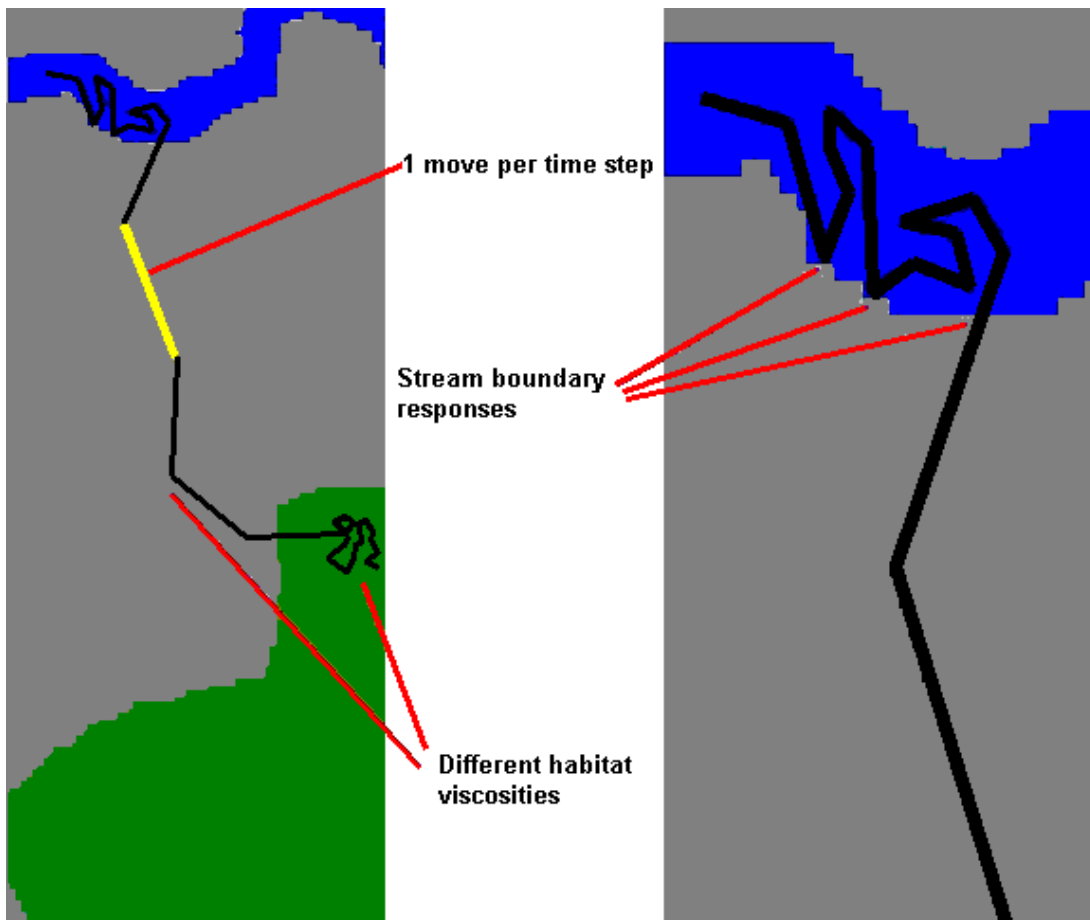 1 move per time step
Stream boundary
responses
Different habitat
viscosities